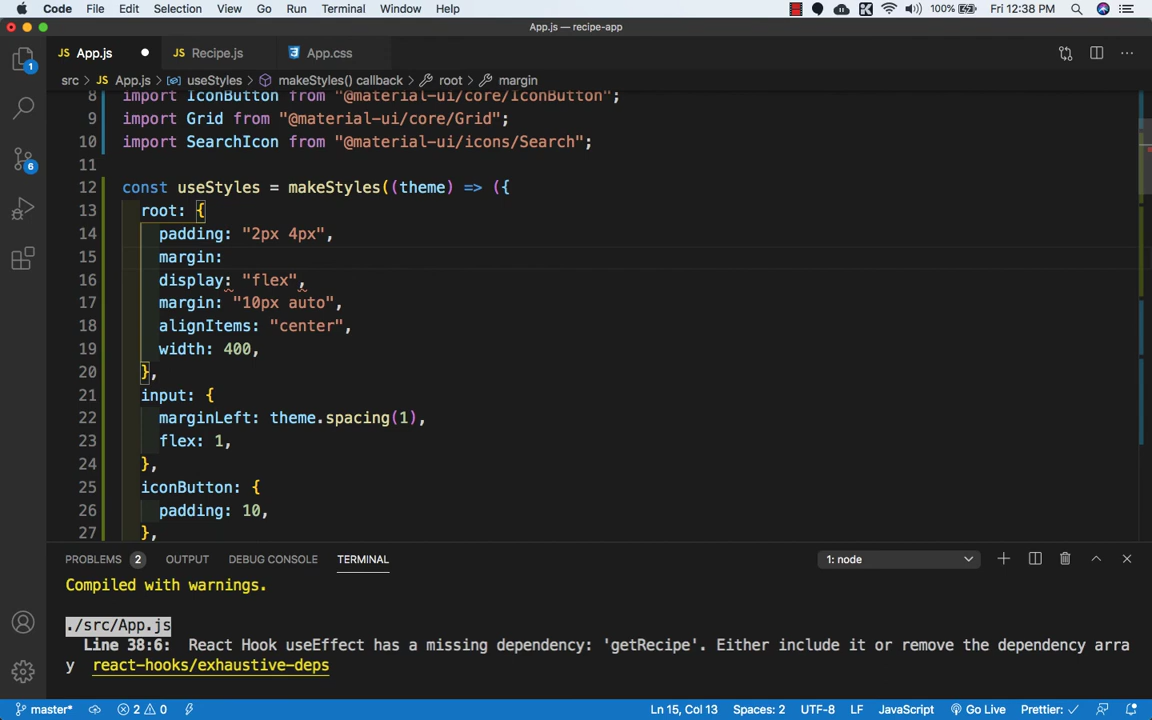 Code File Edit Selection View Go Run Terminal Window Help 100% Fri 12:38 PM
App.js — recipe-app
1
JS App.js JS Recipe.js App.css
src > JS App.js > useStyles > makeStyles() callback > root > margin
8 import IconButton from "@material-ui/core/IconButton";
9 import Grid from "@material-ui/core/Grid";
10 import SearchIcon from "@material-ui/icons/Search";
6
11
12 const useStyles = makeStyles((theme) => ({
13 root: {
14 padding: "2px 4px",
15 margin:
16 display: "flex",
17 margin: "10px auto",
18 alignItems: "center",
19 width: 400,
20 },
21 input: {
22 marginLeft: theme.spacing(1),
23 flex: 1,
24 },
25 iconButton: {
26 padding: 10,
27 },
PROBLEMS 2 OUTPUT DEBUG CONSOLE TERMINAL 1: node
Compiled with warnings.
./src/App.js
Line 38:6: React Hook useEffect has a missing dependency: 'getRecipe'. Either include it or remove the dependency arra
y react-hooks/exhaustive-deps
master* 2 0 Ln 15, Col 13 Spaces: 2 UTF-8 LF JavaScript Go Live Prettier: ✓